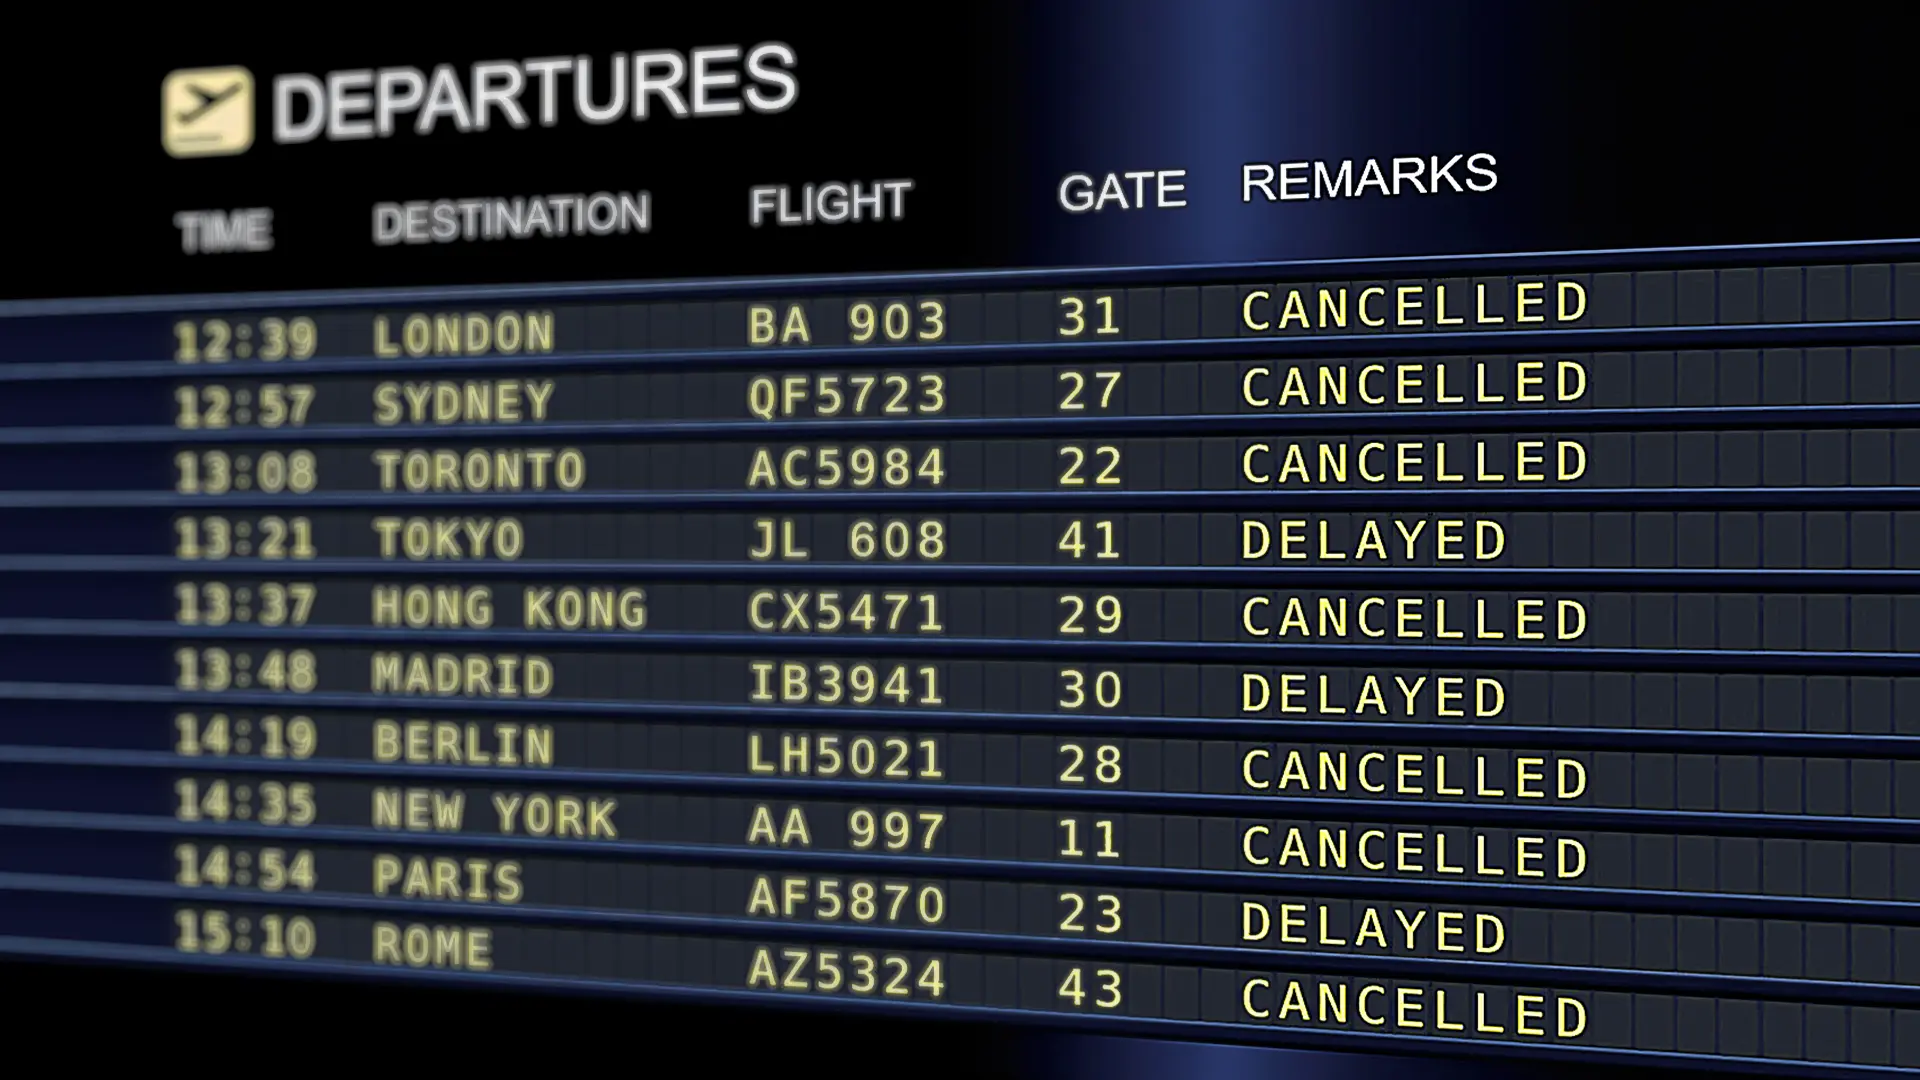 DEPARTURES
TIME DESTINATION FLIGHT GATE REMARKS
12:39 LONDON BA 903 31 CANCELLED
12:57 SYDNEY QF5723 27 CANCELLED
13:08 TORONTO AC5984 22 CANCELLED
13:21 TOKYO JL 608 41 DELAYED
13:37 HONG KONG CX5471 29 CANCELLED
13:48 MADRID IB3941 30 DELAYED
14:19 BERLIN LH5021 28 CANCELLED
14:35 NEW YORK AA 997 11 CANCELLED
14:54 PARIS AF5870 23 DELAYED
15:10 ROME AZ5324 43 CANCELLED